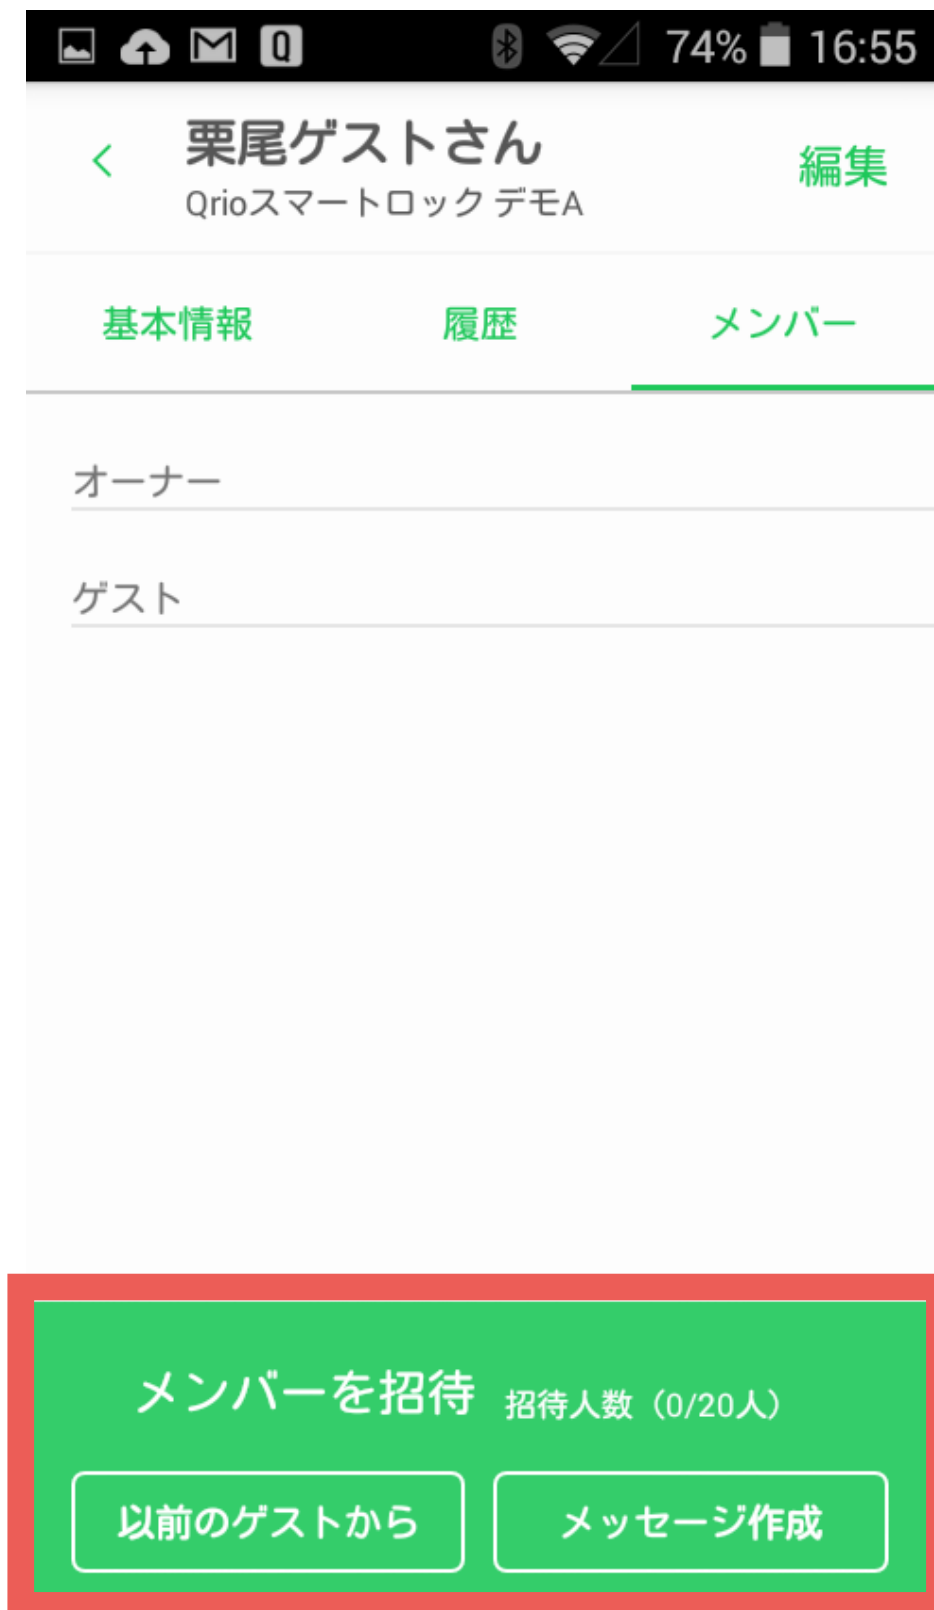 74% 16:55
栗尾ゲストさん
編集
Qrioスマートロック デモA
基本情報 履歴 メンバー
オーナー
ゲスト
メンバーを招待 招待人数（0/20人）
以前のゲストから メッセージ作成